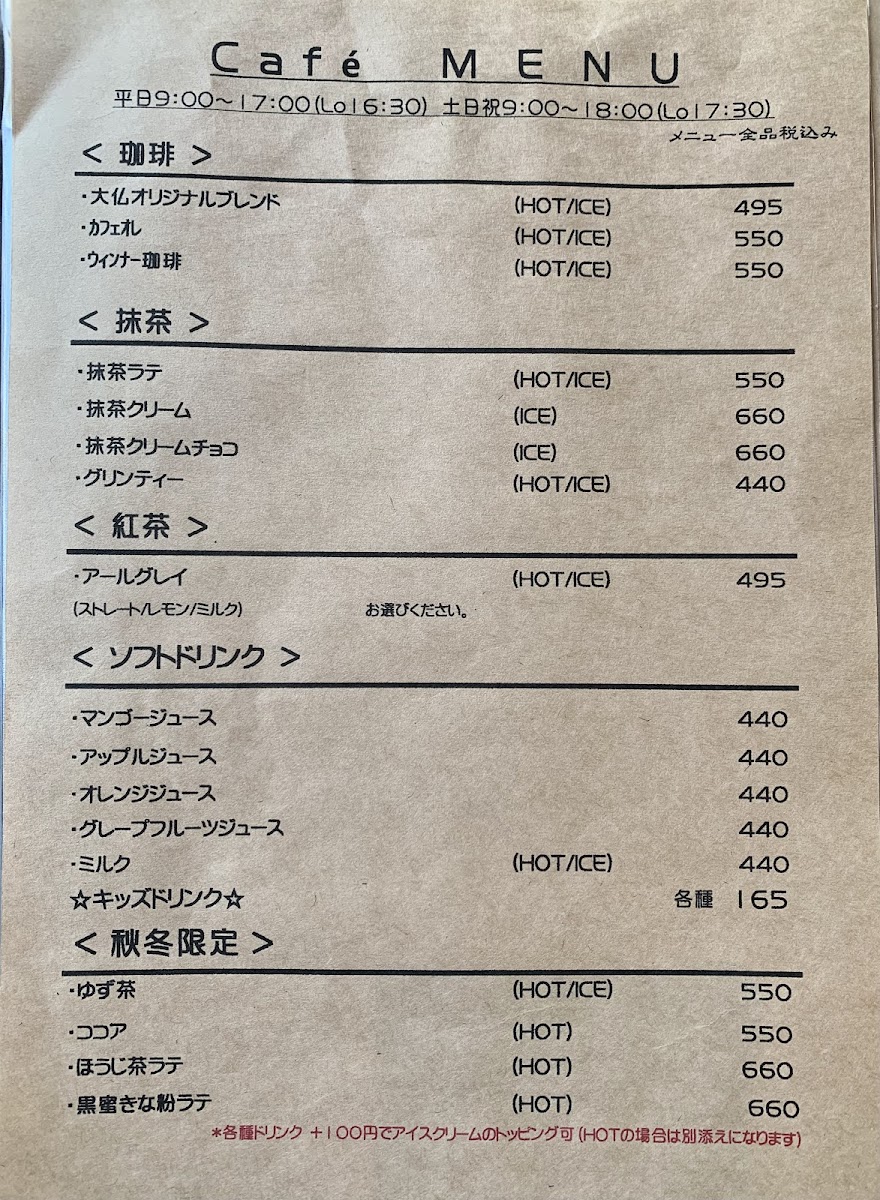 Café MENU
平日9:00～17:00(Lo16:30) 土日祝9:00～18:00(Lo17:30)
メニュー全品税込み
< 珈琲 >
・大仏オリジナルブレンド (HOT/ICE) 495
・カフェオレ (HOT/ICE) 550
・ウィンナー珈琲 (HOT/ICE) 550
< 抹茶 >
・抹茶ラテ (HOT/ICE) 550
・抹茶クリーム (ICE) 660
・抹茶クリームチョコ (ICE) 660
・グリンティー (HOT/ICE) 440
< 紅茶 >
・アールグレイ (HOT/ICE) 495
(ストレート/レモン/ミルク) お選びください。
< ソフトドリンク >
・マンゴージュース 440
・アップルジュース 440
・オレンジジュース 440
・グレープフルーツジュース 440
・ミルク (HOT/ICE) 440
☆キッズドリンク☆ 各種 165
< 秋冬限定 >
・ゆず茶 (HOT/ICE) 550
・ココア (HOT) 550
・ほうじ茶ラテ (HOT) 660
・黒蜜きな粉ラテ (HOT) 660
*各種ドリンク +100円でアイスクリームのトッピング可(HOTの場合は別添えになります)